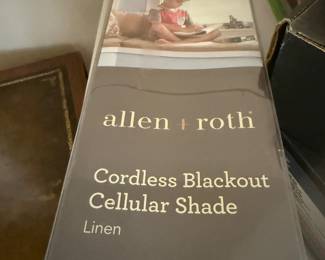 allen + roth®
Cordless Blackout
Cellular Shade
Linen